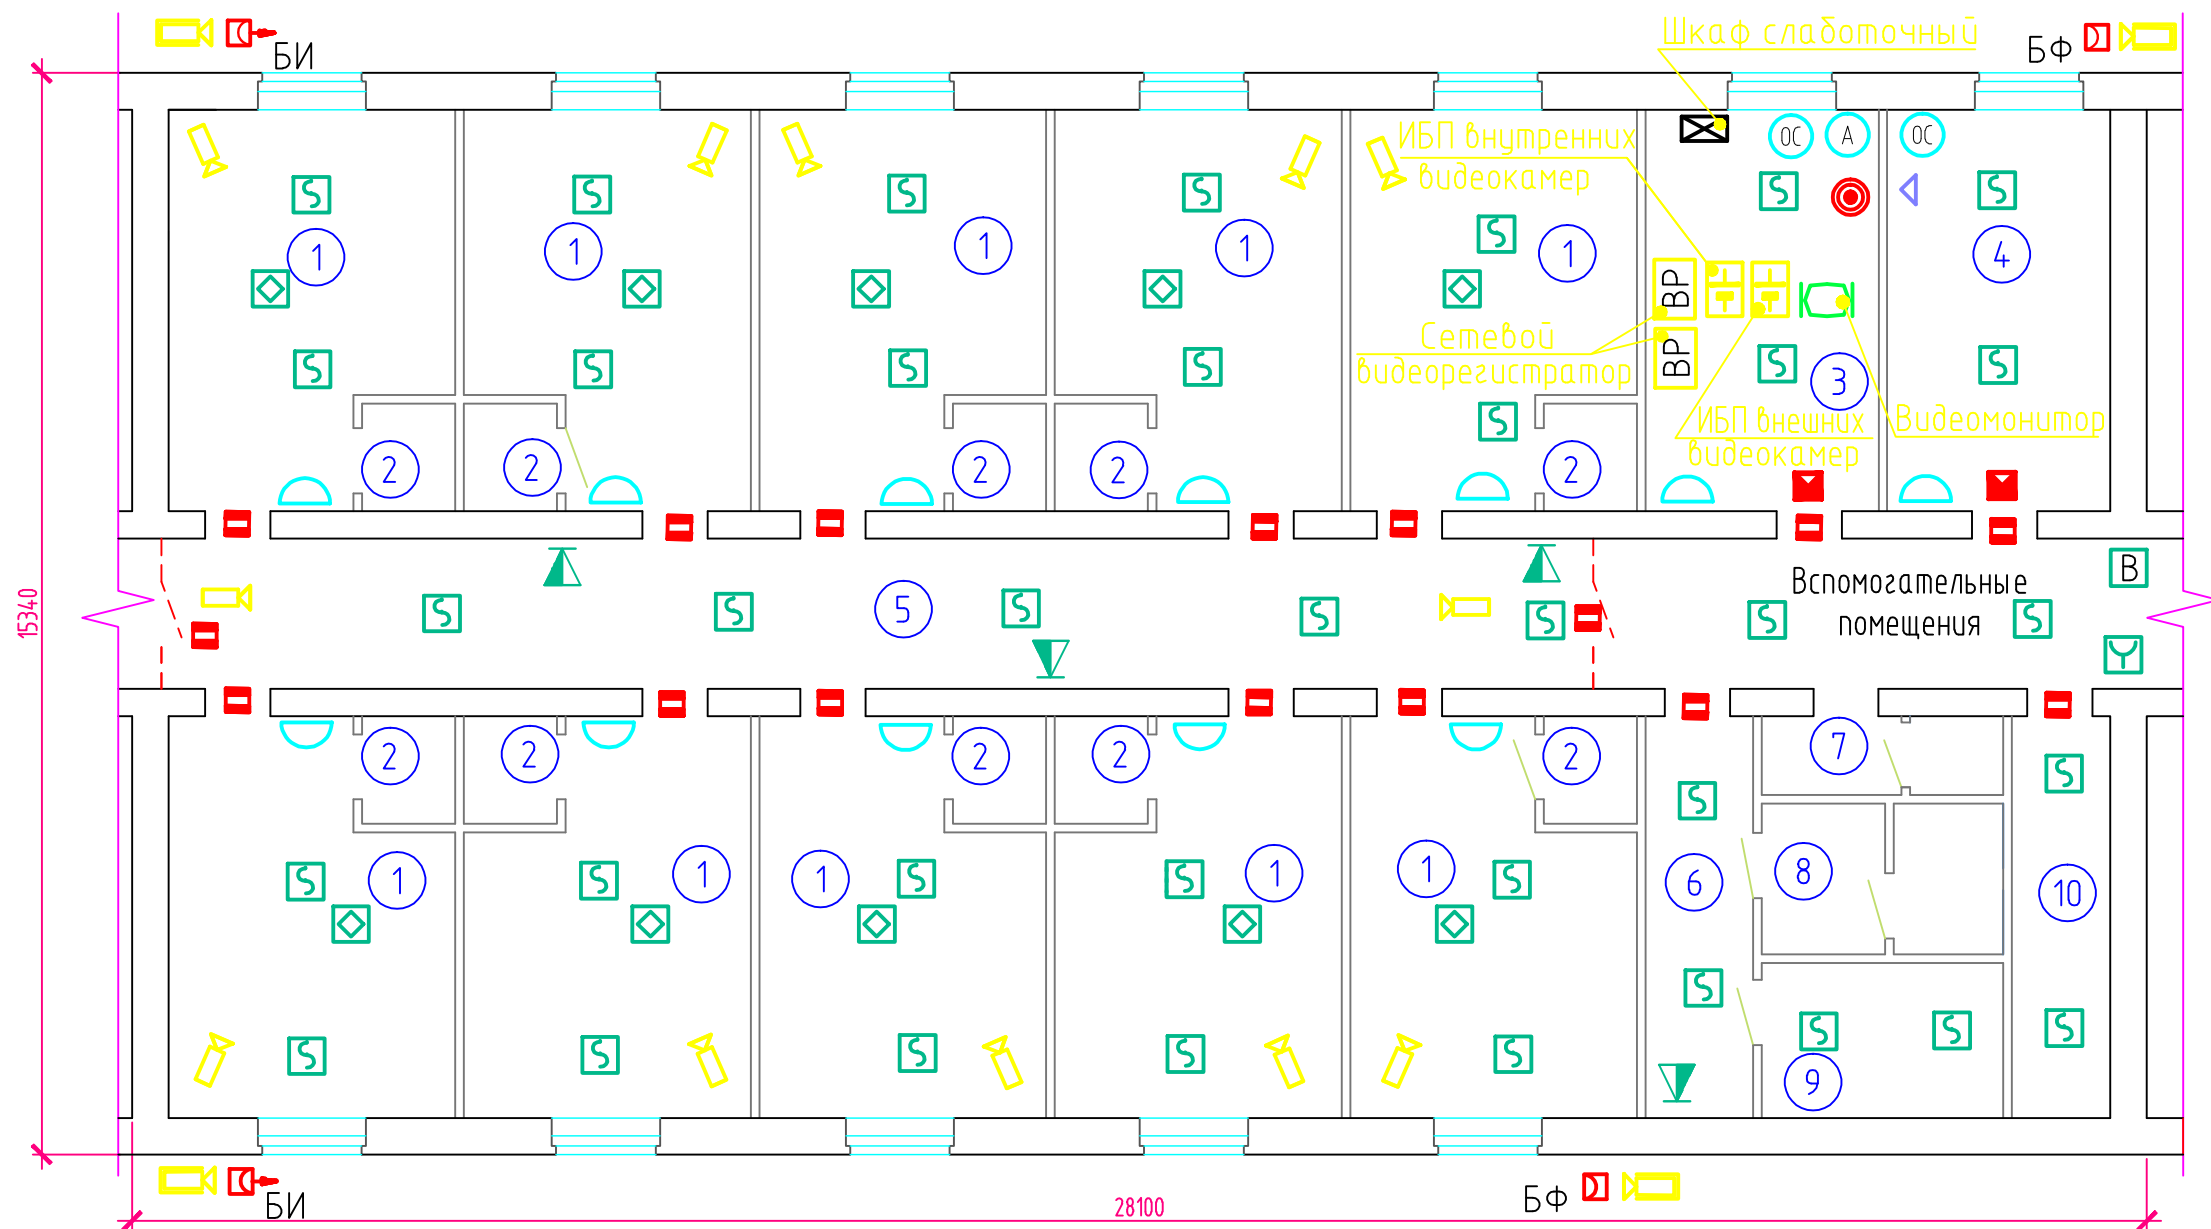 БИ
БФ
Шкаф слаботочный
ОС
А
ОС
ИБП внутренних
видеокамер
1
1
1
1
1
4
ВР
Сетевой
видеорегистратор
ВР
3
ИБП внешних
видеокамер
Видеомонитор
2
2
2
2
2
15340
5
Вспомогательные
помещения
В
2
2
2
2
2
7
1
1
1
1
1
6
8
10
9
БИ
БФ
28100